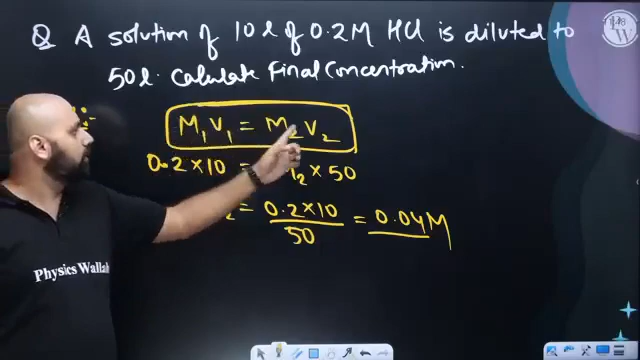 Q A solution of 10 l of 0.2M HCl is diluted to
50 l. Calculate Final Concentration.
M₁V₁ = M₂V₂
0.2 × 10 = × 50
= 0.2 × 10 / 50 = 0.04 M
Physics Wallah